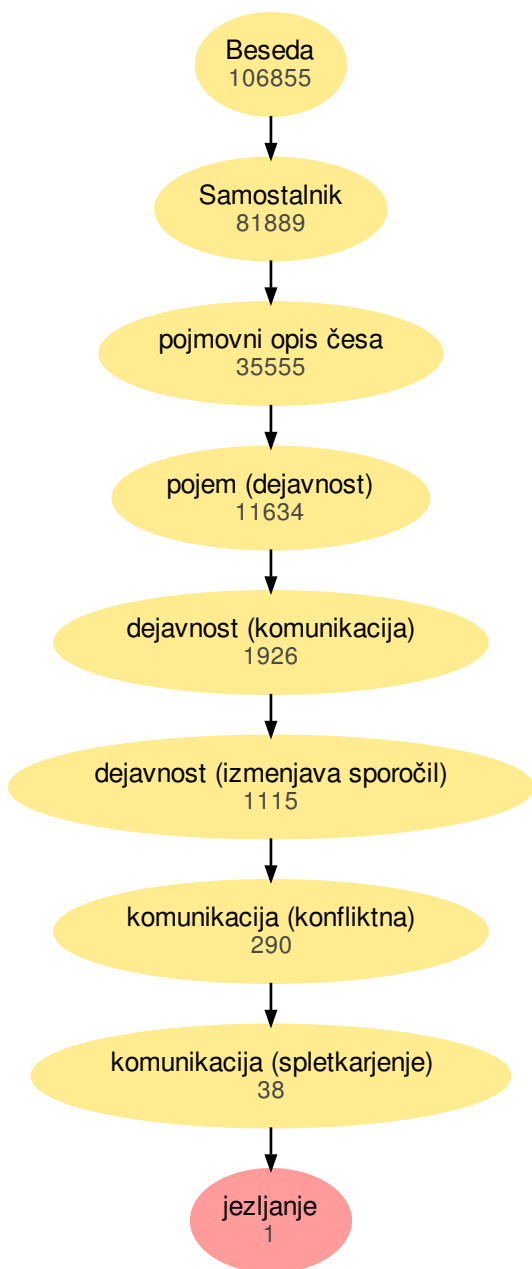 Beseda
106855
Samostalnik
81889
pojmovni opis česa
35555
pojem (dejavnost)
11634
dejavnost (komunikacija)
1926
dejavnost (izmenjava sporočil)
1115
komunikacija (konfliktna)
290
komunikacija (spletkarjenje)
38
jezljanje
1